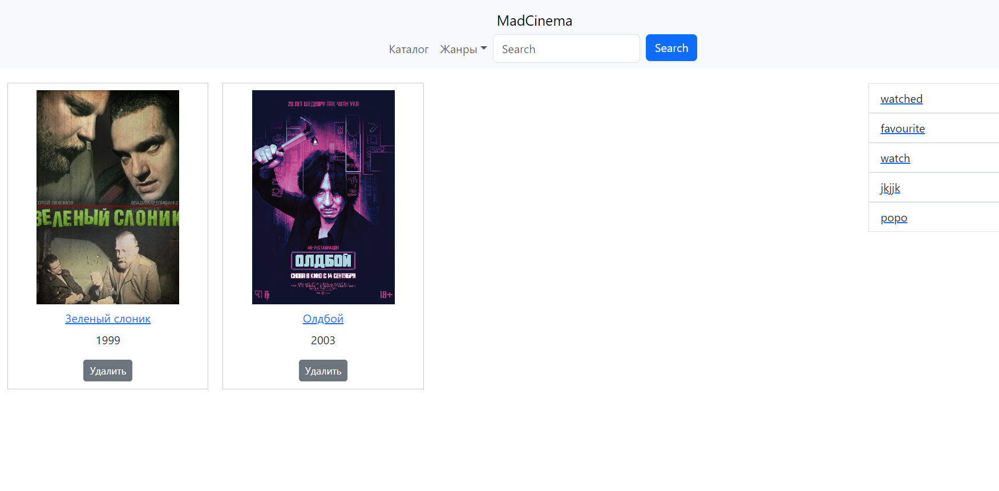 MadCinema
Каталог Жанры Search Search
СЕРГЕЙ ПАХОМОВ ВЛАДИМИР ЕПИФАНЦЕ
ЗЕЛЕНЫЙ СЛОНИК
Зеленый слоник
1999
Удалить
20 ЛЕТ ШЕДЕВРУ ПАК ЧХАН УКА
4К-РЕСТАВРАЦИЯ
ОЛДБОЙ
СНОВА В КИНО С 14 СЕНТЯБРЯ
18+
Олдбой
2003
Удалить
watched
favourite
watch
jkjjk
popo